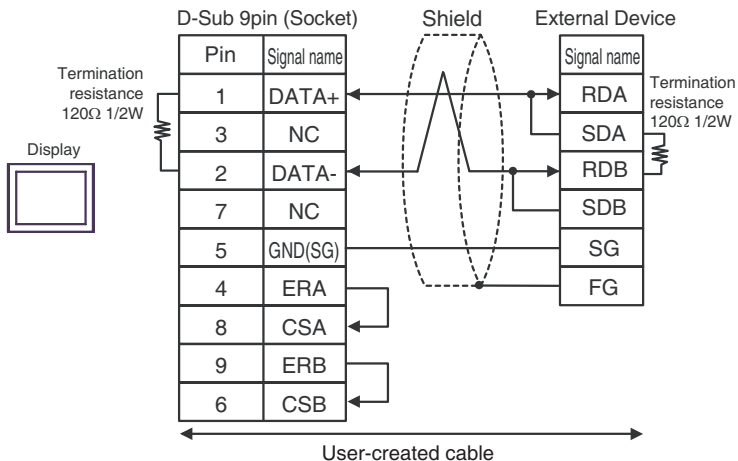 D-Sub 9pin (Socket) Shield External Device
Pin Signal name Signal name
Termination
resistance
120Ω 1/2W
1 DATA+ RDA
Termination
resistance
120Ω 1/2W
3 NC SDA
Display
2 DATA- RDB
7 NC SDB
5 GND(SG) SG
4 ERA FG
8 CSA
9 ERB
6 CSB
User-created cable